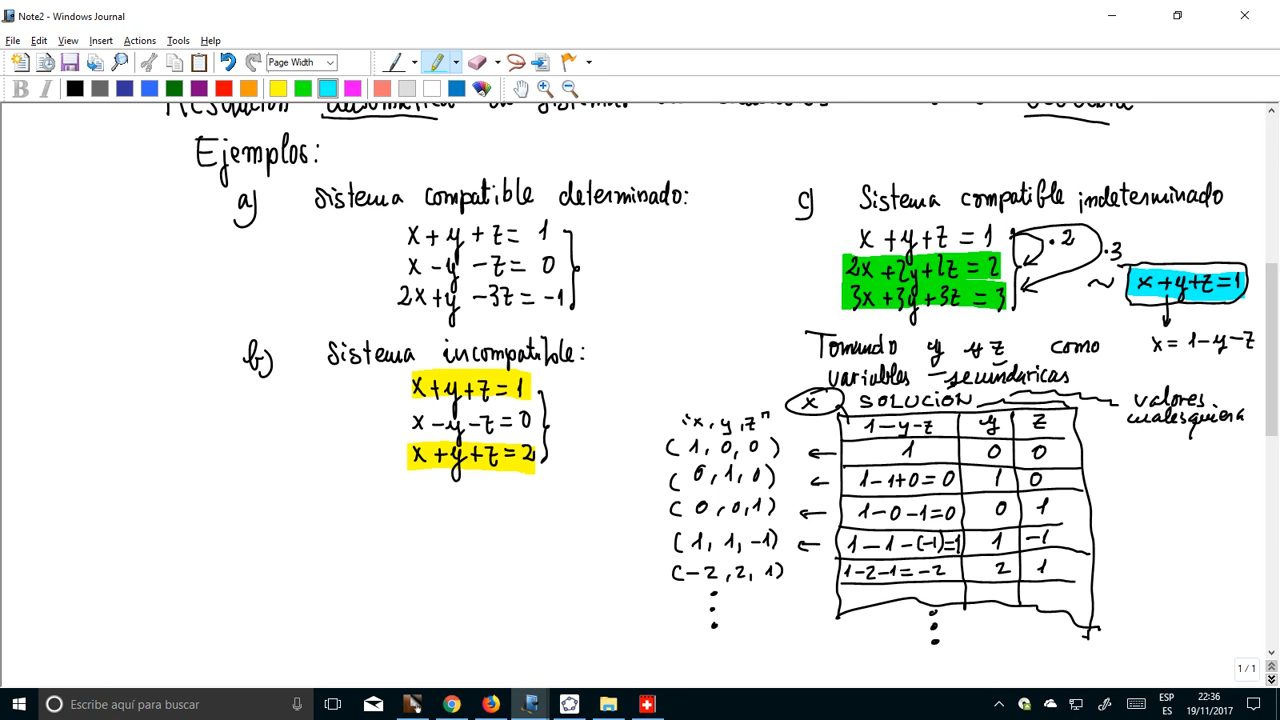 Note2 - Windows Journal
File Edit View Insert Actions Tools Help
Page Width
B I
Ejemplos:
a) Sistema compatible determinado:
x + y + z = 1
x - y - z = 0
2x + y - 3z = -1
b) Sistema incompatible:
x + y + z = 1
x - y - z = 0
x + y + z = 2
c) Sistema compatible indeterminado
x + y + z = 1
2x + 2y + 2z = 2
3x + 3y + 3z = 3
· 2
· 3
~ x + y + z = 1
x = 1 - y - z
Tomando y y z como
variables secundaricas
x SOLUCIÓN
valores
cualesquiera
"x, y, z" 1-y-z y z
(1, 0, 0) ← 1 0 0
(0, 1, 0) ← 1-1+0=0 1 0
(0, 0, 1) ← 1-0-1=0 0 1
(1, 1, -1) ← 1-1-(-1)=1 1 -1
(-2, 2, 1) 1-2-1=-2 2 1
1 / 1
Escribe aquí para buscar
ESP
ES
22:36
19/11/2017